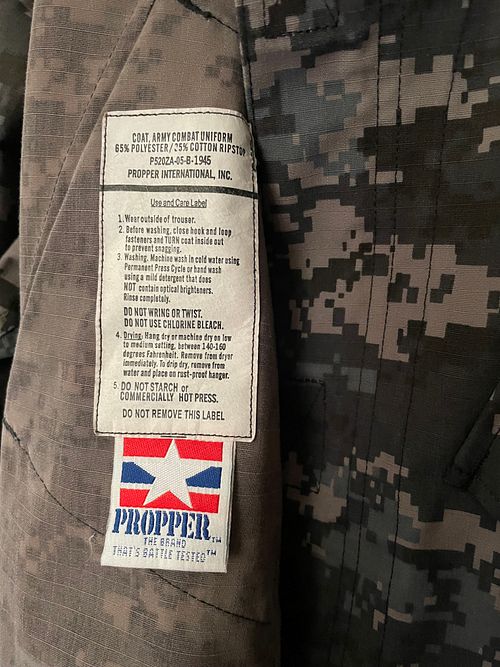 COAT, ARMY COMBAT UNIFORM
65% POLYESTER / 35% COTTON RIPSTOP
P520ZA-05-B-1945
PROPPER INTERNATIONAL, INC.
Use and Care Label
1. Wear outside of trouser.
2. Before washing, close hook and loop
fasteners and TURN coat inside out
to prevent snagging.
3. Washing. Machine wash in cold water using
Permanent Press Cycle or hand wash
using a mild detergent that does
NOT contain optical brighteners.
Rinse completely.
DO NOT WRING OR TWIST.
DO NOT USE CHLORINE BLEACH.
4. Drying: Hang dry or machine dry on low
to medium setting, between 140-160
degrees Fahrenheit. Remove from dryer
immediately. To drip dry, remove from
water and place on rust-proof hanger.
5. DO NOT STARCH or
COMMERCIALLY HOT PRESS.
DO NOT REMOVE THIS LABEL
PROPPER™
THE BRAND
THAT'S BATTLE TESTED™